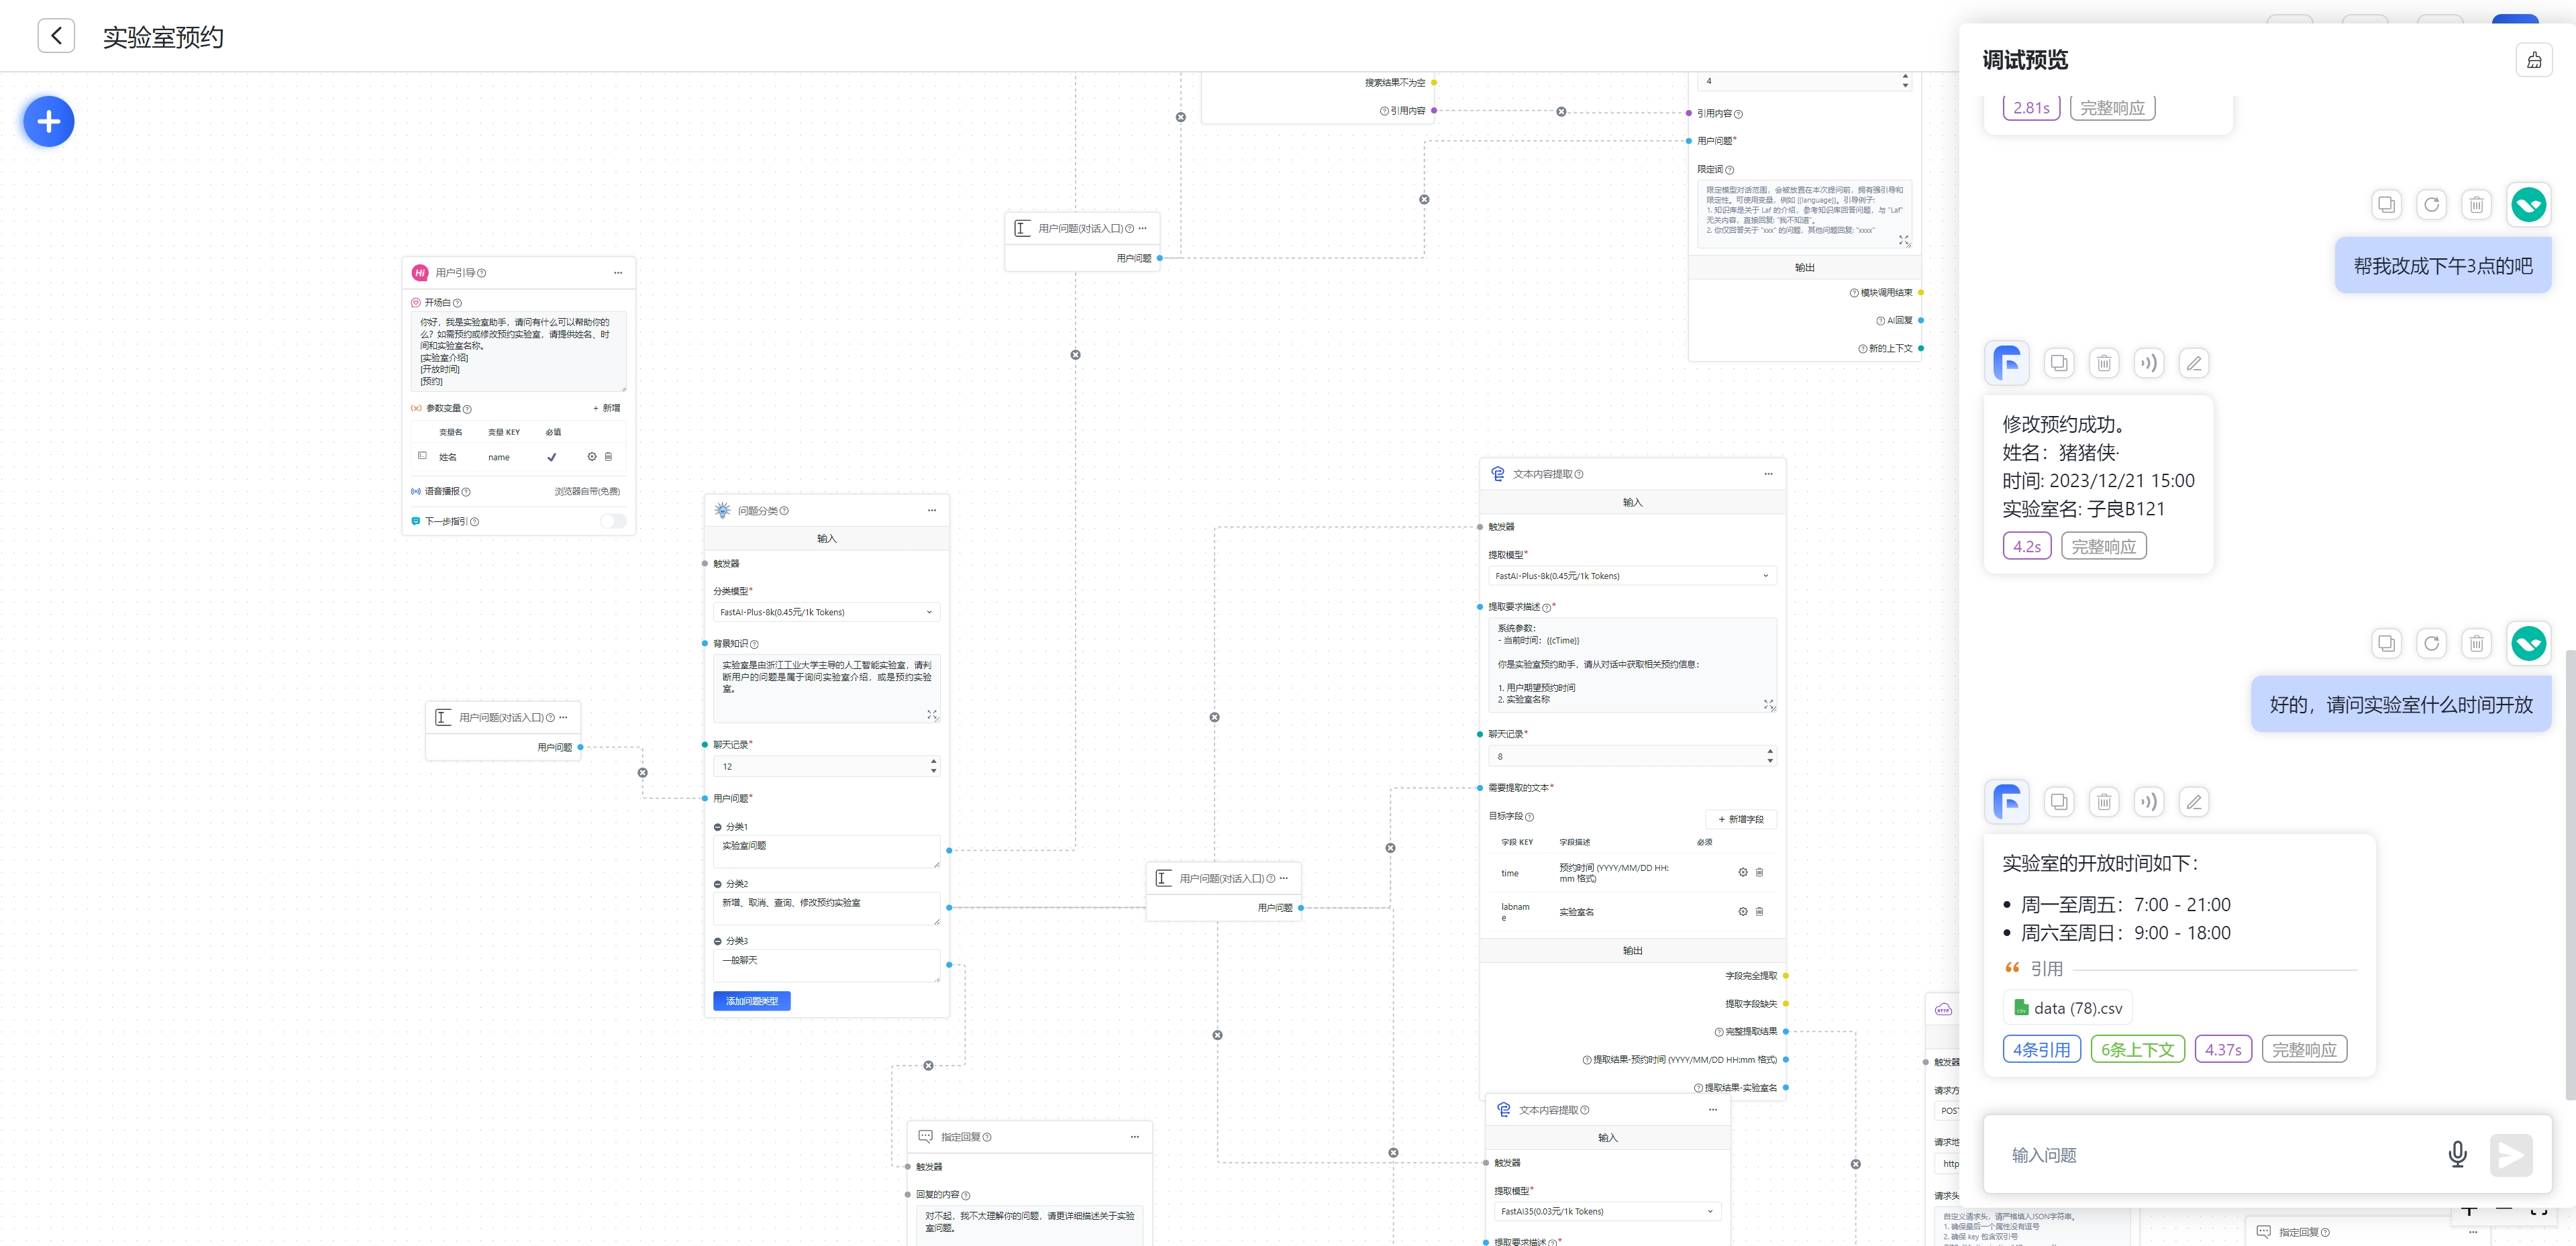 实验室预约
搜索结果不为空
引用内容
4
引用内容
用户问题*
限定词
限定模型对话范围，会被放置在本次提问前，拥有强引导和
限定性。可使用变量，例如 {{language}}。引导例子:
1. 知识库是关于 Laf 的介绍，参考知识库回答问题，与 "Laf"
无关内容，直接回复: "我不知道"。
2. 你仅回答关于 "xxx" 的问题，其他问题回复: "xxxx"
输出
模块调用结束
AI回复
新的上下文
用户问题(对话入口)
用户问题
用户引导
开场白
你好，我是实验室助手，请问有什么可以帮助你的
么？如需预约或修改预约实验室，请提供姓名、时
间和实验室名称。
[实验室介绍]
[开放时间]
[预约]
参数变量
+ 新增
变量名 变量 KEY 必填
姓名 name
语音播报 浏览器自带(免费)
下一步指引
用户问题(对话入口)
用户问题
问题分类
输入
触发器
分类模型*
FastAI-Plus-8k(0.45元/1k Tokens)
背景知识
实验室是由浙江工业大学主导的人工智能实验室，请判
断用户的问题是属于询问实验室介绍，或是预约实验
室。
聊天记录*
12
用户问题*
分类1
实验室问题
分类2
新增、取消、查询、修改预约实验室
分类3
一般聊天
添加问题类型
用户问题(对话入口)
用户问题
指定回复
触发器
回复的内容
对不起，我不太理解你的问题，请更详细描述关于实验
室问题。
文本内容提取
输入
触发器
提取模型*
FastAI-Plus-8k(0.45元/1k Tokens)
提取要求描述*
系统参数:
- 当前时间：{{cTime}}
你是实验室预约助手，请从对话中获取相关预约信息：
1. 用户期望预约时间
2. 实验室名称
聊天记录*
8
需要提取的文本*
目标字段
+ 新增字段
字段 KEY 字段描述 必须
time 预约时间 (YYYY/MM/DD HH:
mm 格式)
labnam
e
实验室名
输出
字段完全提取
提取字段缺失
完整提取结果
提取结果-预约时间 (YYYY/MM/DD HH:mm 格式)
提取结果-实验室名
文本内容提取
输入
触发器
提取模型*
FastAI35(0.03元/1k Tokens)
提取要求描述*
HTTP
触发器
请求方
POST
请求地
http
请求头
自定义请求头，请严格填入JSON字符串。
1. 确保最后一个属性没有逗号
2. 确保 key 包含双引号
指定回复
调试预览
2.81s 完整响应
帮我改成下午3点的吧
修改预约成功。
姓名：猪猪侠·
时间: 2023/12/21 15:00
实验室名: 子良B121
4.2s 完整响应
好的，请问实验室什么时间开放
实验室的开放时间如下：
• 周一至周五：7:00 - 21:00
• 周六至周日：9:00 - 18:00
引用
data (78).csv
4条引用 6条上下文 4.37s 完整响应
输入问题